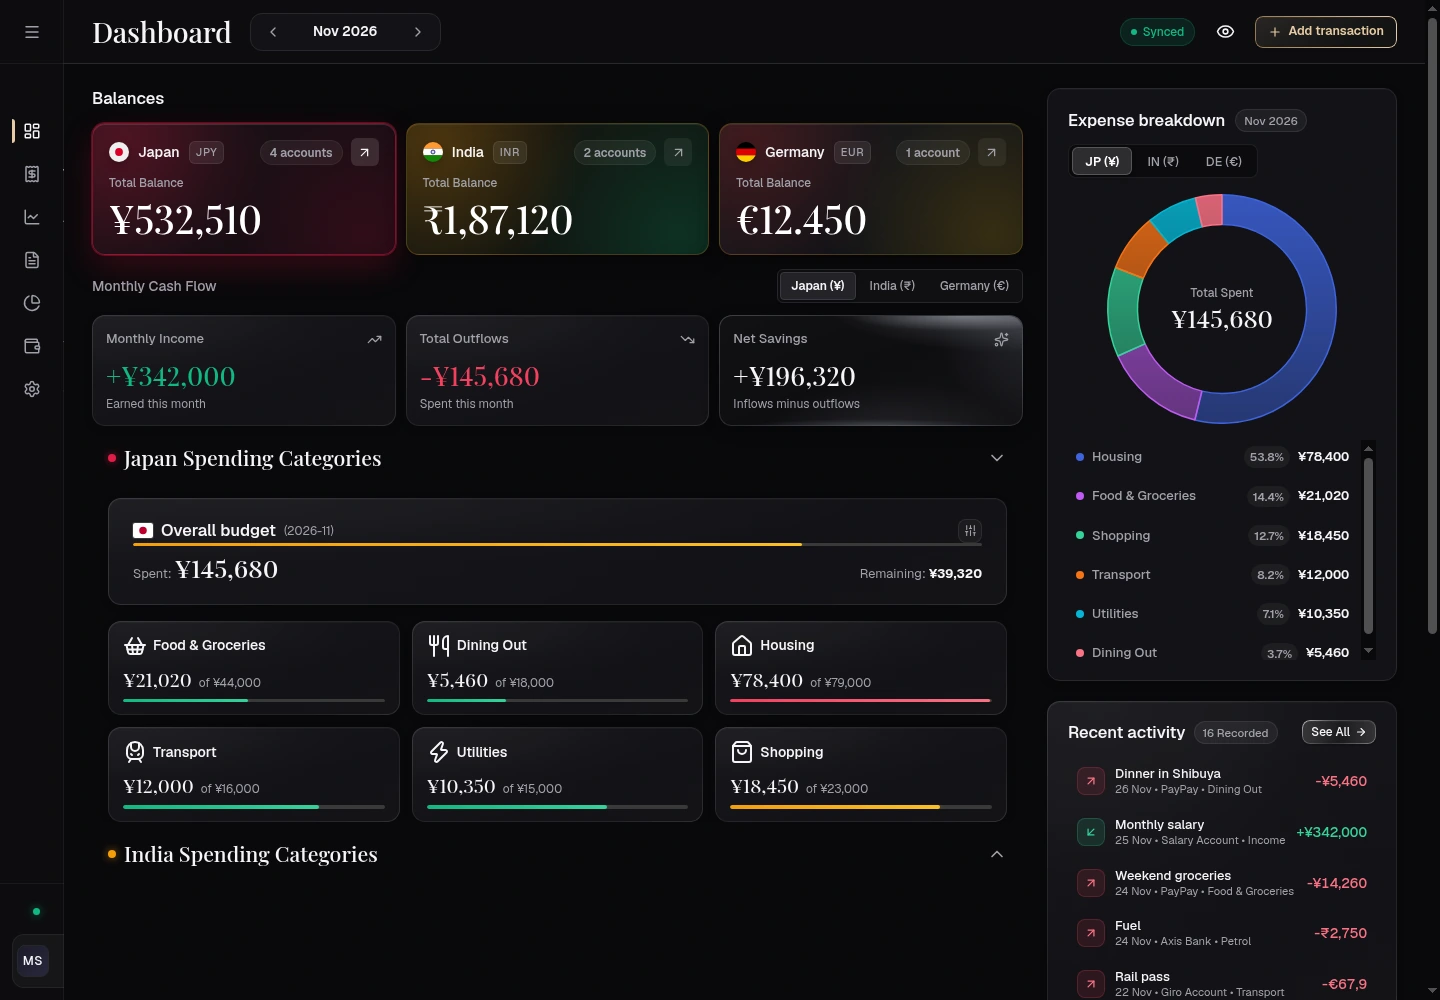 Dashboard
Nov 2026
Synced
Add transaction
Balances
Japan JPY 4 accounts
Total Balance
¥532,510
India INR 2 accounts
Total Balance
₹1,87,120
Germany EUR 1 account
Total Balance
€12.450
Monthly Cash Flow
Japan (¥) India (₹) Germany (€)
Monthly Income
+¥342,000
Earned this month
Total Outflows
-¥145,680
Spent this month
Net Savings
+¥196,320
Inflows minus outflows
Japan Spending Categories
Overall budget (2026-11)
Spent: ¥145,680
Remaining: ¥39,320
Food & Groceries
¥21,020 of ¥44,000
Dining Out
¥5,460 of ¥18,000
Housing
¥78,400 of ¥79,000
Transport
¥12,000 of ¥16,000
Utilities
¥10,350 of ¥15,000
Shopping
¥18,450 of ¥23,000
India Spending Categories
Expense breakdown Nov 2026
JP (¥) IN (₹) DE (€)
Total Spent
¥145,680
Housing 53.8% ¥78,400
Food & Groceries 14.4% ¥21,020
Shopping 12.7% ¥18,450
Transport 8.2% ¥12,000
Utilities 7.1% ¥10,350
Dining Out 3.7% ¥5,460
Recent activity 16 Recorded See All
Dinner in Shibuya
26 Nov • PayPay • Dining Out
-¥5,460
Monthly salary
25 Nov • Salary Account • Income
+¥342,000
Weekend groceries
24 Nov • PayPay • Food & Groceries
-¥14,260
Fuel
24 Nov • Axis Bank • Petrol
-₹2,750
Rail pass
22 Nov • Giro Account • Transport
-€67,9
MS